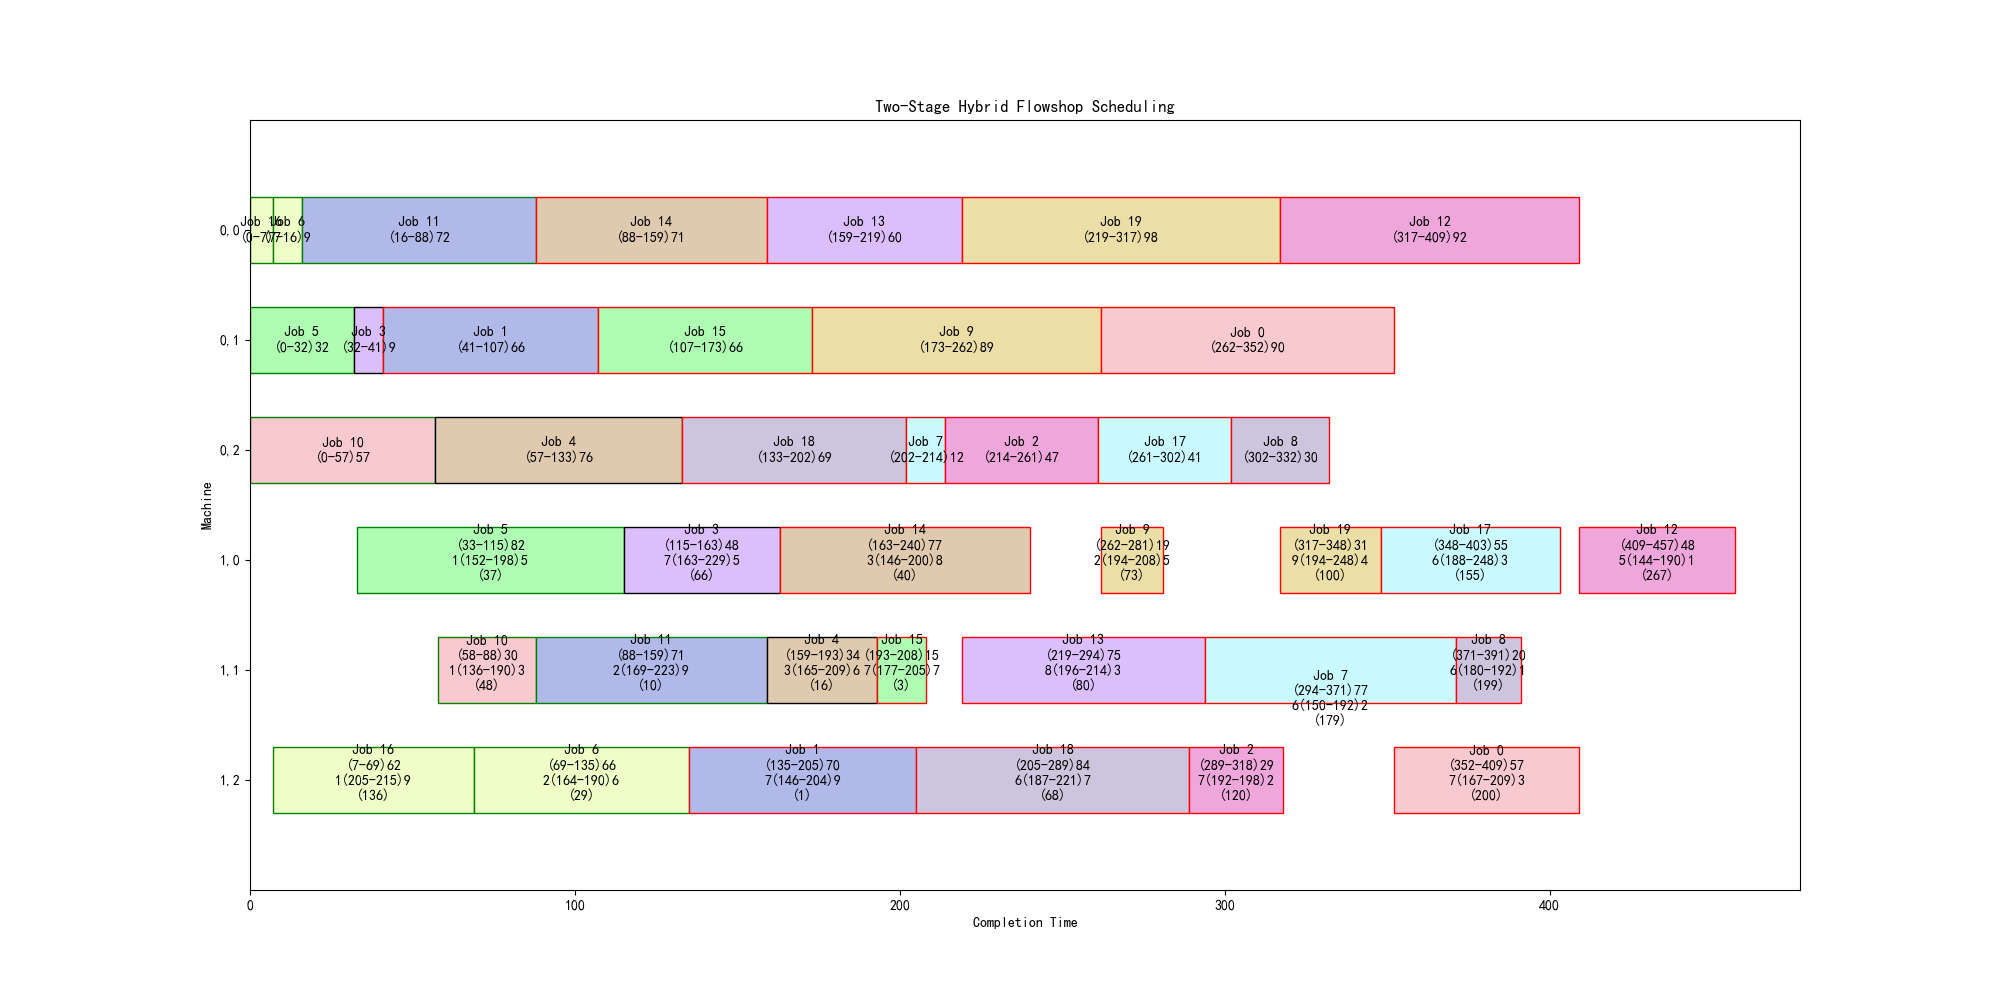 Two-Stage Hybrid Flowshop Scheduling
Machine
0,0
Job 16
(0-7)7
Job 6
(7-16)9
Job 11
(16-88)72
Job 14
(88-159)71
Job 13
(159-219)60
Job 19
(219-317)98
Job 12
(317-409)92
0,1
Job 5
(0-32)32
Job 3
(32-41)9
Job 1
(41-107)66
Job 15
(107-173)66
Job 9
(173-262)89
Job 0
(262-352)90
0,2
Job 10
(0-57)57
Job 4
(57-133)76
Job 18
(133-202)69
Job 7
(202-214)12
Job 2
(214-261)47
Job 17
(261-302)41
Job 8
(302-332)30
1,0
Job 5
(33-115)82
1(152-198)5
(37)
Job 3
(115-163)48
7(163-229)5
(66)
Job 14
(163-240)77
3(146-200)8
(40)
Job 9
(262-281)19
2(194-208)5
(73)
Job 19
(317-348)31
9(194-248)4
(100)
Job 17
(348-403)55
6(188-248)3
(155)
Job 12
(409-457)48
5(144-190)1
(267)
1,1
Job 10
(58-88)30
1(136-190)3
(48)
Job 11
(88-159)71
2(169-223)9
(10)
Job 4
(159-193)34
3(165-209)6
(16)
Job 15
(193-208)15
7(177-205)7
(3)
Job 13
(219-294)75
8(196-214)3
(80)
Job 7
(294-371)77
6(150-192)2
(179)
Job 8
(371-391)20
6(180-192)1
(199)
1,2
Job 16
(7-69)62
1(205-215)9
(136)
Job 6
(69-135)66
2(164-190)6
(29)
Job 1
(135-205)70
7(146-204)9
(1)
Job 18
(205-289)84
6(187-221)7
(68)
Job 2
(289-318)29
7(192-198)2
(120)
Job 0
(352-409)57
7(167-209)3
(200)
0
100
200
300
400
Completion Time